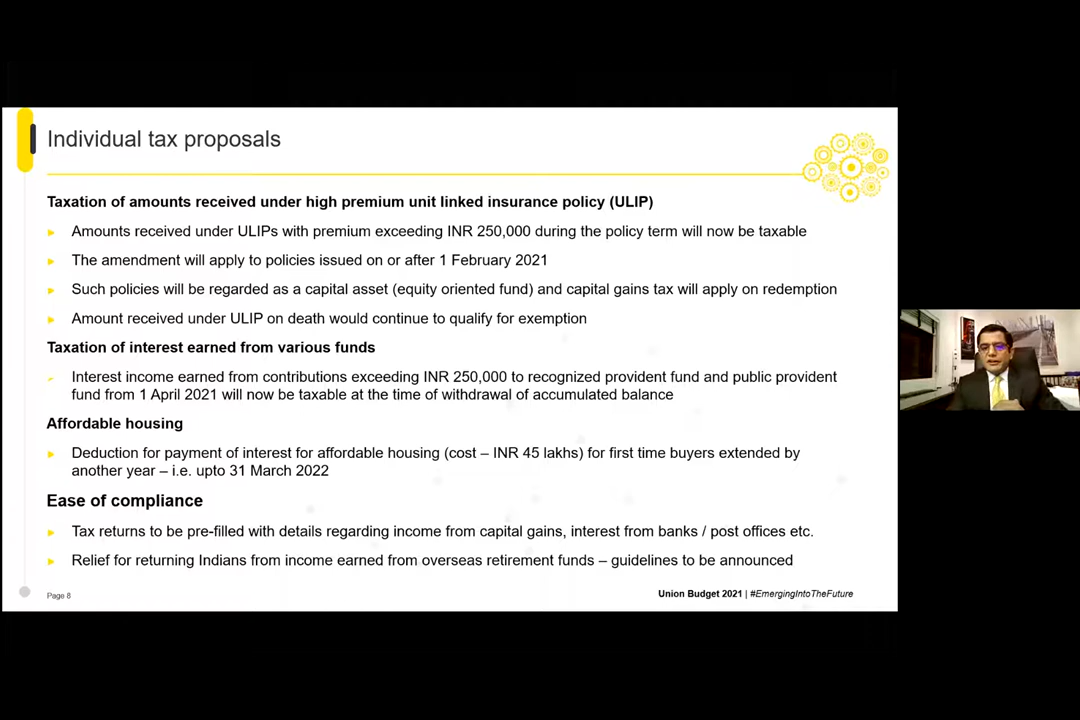 Individual tax proposals
Taxation of amounts received under high premium unit linked insurance policy (ULIP)
Amounts received under ULIPs with premium exceeding INR 250,000 during the policy term will now be taxable
The amendment will apply to policies issued on or after 1 February 2021
Such policies will be regarded as a capital asset (equity oriented fund) and capital gains tax will apply on redemption
Amount received under ULIP on death would continue to qualify for exemption
Taxation of interest earned from various funds
Interest income earned from contributions exceeding INR 250,000 to recognized provident fund and public provident
fund from 1 April 2021 will now be taxable at the time of withdrawal of accumulated balance
Affordable housing
Deduction for payment of interest for affordable housing (cost – INR 45 lakhs) for first time buyers extended by
another year – i.e. upto 31 March 2022
Ease of compliance
Tax returns to be pre-filled with details regarding income from capital gains, interest from banks / post offices etc.
Relief for returning Indians from income earned from overseas retirement funds – guidelines to be announced
Page 8
Union Budget 2021 | #EmergingIntoTheFuture